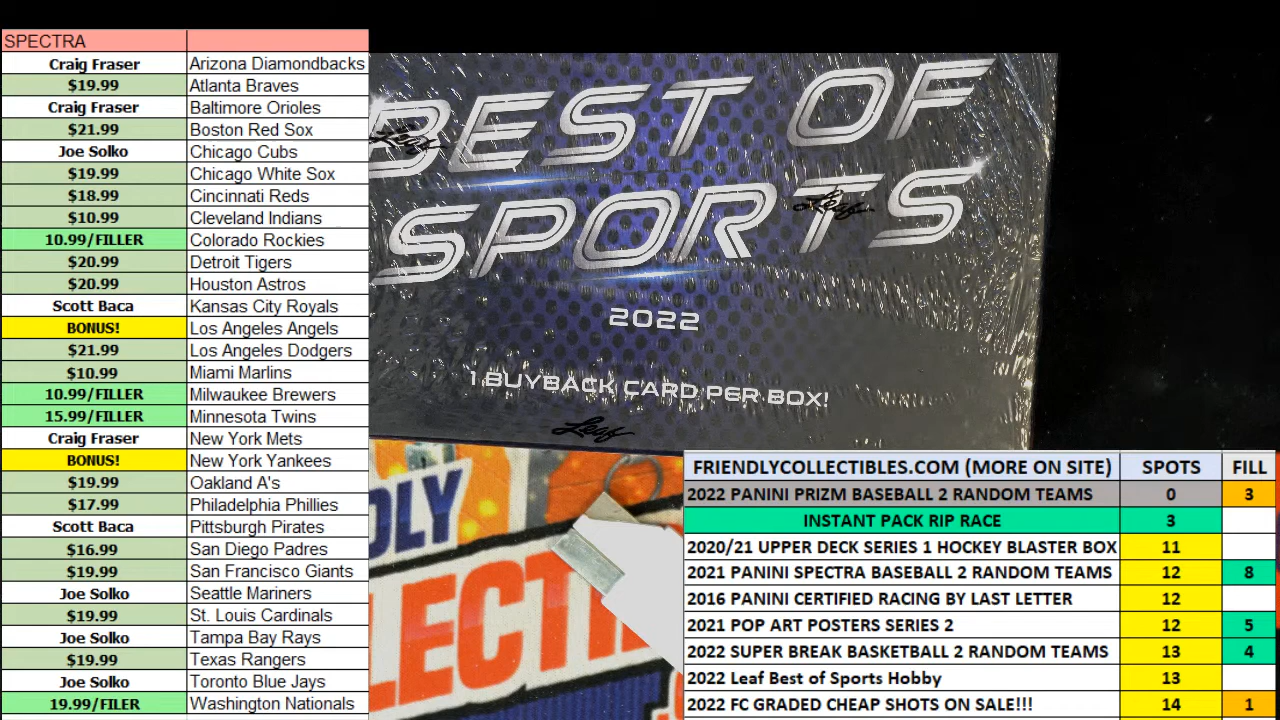 SPECTRA
Craig Fraser Arizona Diamondbacks
$19.99 Atlanta Braves
Craig Fraser Baltimore Orioles
$21.99 Boston Red Sox
Joe Solko Chicago Cubs
$19.99 Chicago White Sox
$18.99 Cincinnati Reds
$10.99 Cleveland Indians
10.99/FILLER Colorado Rockies
$20.99 Detroit Tigers
$20.99 Houston Astros
Scott Baca Kansas City Royals
BONUS! Los Angeles Angels
$21.99 Los Angeles Dodgers
$10.99 Miami Marlins
10.99/FILLER Milwaukee Brewers
15.99/FILLER Minnesota Twins
Craig Fraser New York Mets
BONUS! New York Yankees
$19.99 Oakland A's
$17.99 Philadelphia Phillies
Scott Baca Pittsburgh Pirates
$16.99 San Diego Padres
$19.99 San Francisco Giants
Joe Solko Seattle Mariners
$19.99 St. Louis Cardinals
Joe Solko Tampa Bay Rays
$19.99 Texas Rangers
Joe Solko Toronto Blue Jays
19.99/FILER Washington Nationals
BEST OF
Leaf
SPORTS
Leaf
2022
1 BUYBACK CARD PER BOX!
Leaf
DLY
LECTI
FRIENDLYCOLLECTIBLES.COM (MORE ON SITE) SPOTS FILL
2022 PANINI PRIZM BASEBALL 2 RANDOM TEAMS 0 3
INSTANT PACK RIP RACE 3
2020/21 UPPER DECK SERIES 1 HOCKEY BLASTER BOX 11
2021 PANINI SPECTRA BASEBALL 2 RANDOM TEAMS 12 8
2016 PANINI CERTIFIED RACING BY LAST LETTER 12
2021 POP ART POSTERS SERIES 2 12 5
2022 SUPER BREAK BASKETBALL 2 RANDOM TEAMS 13 4
2022 Leaf Best of Sports Hobby 13
2022 FC GRADED CHEAP SHOTS ON SALE!!! 14 1